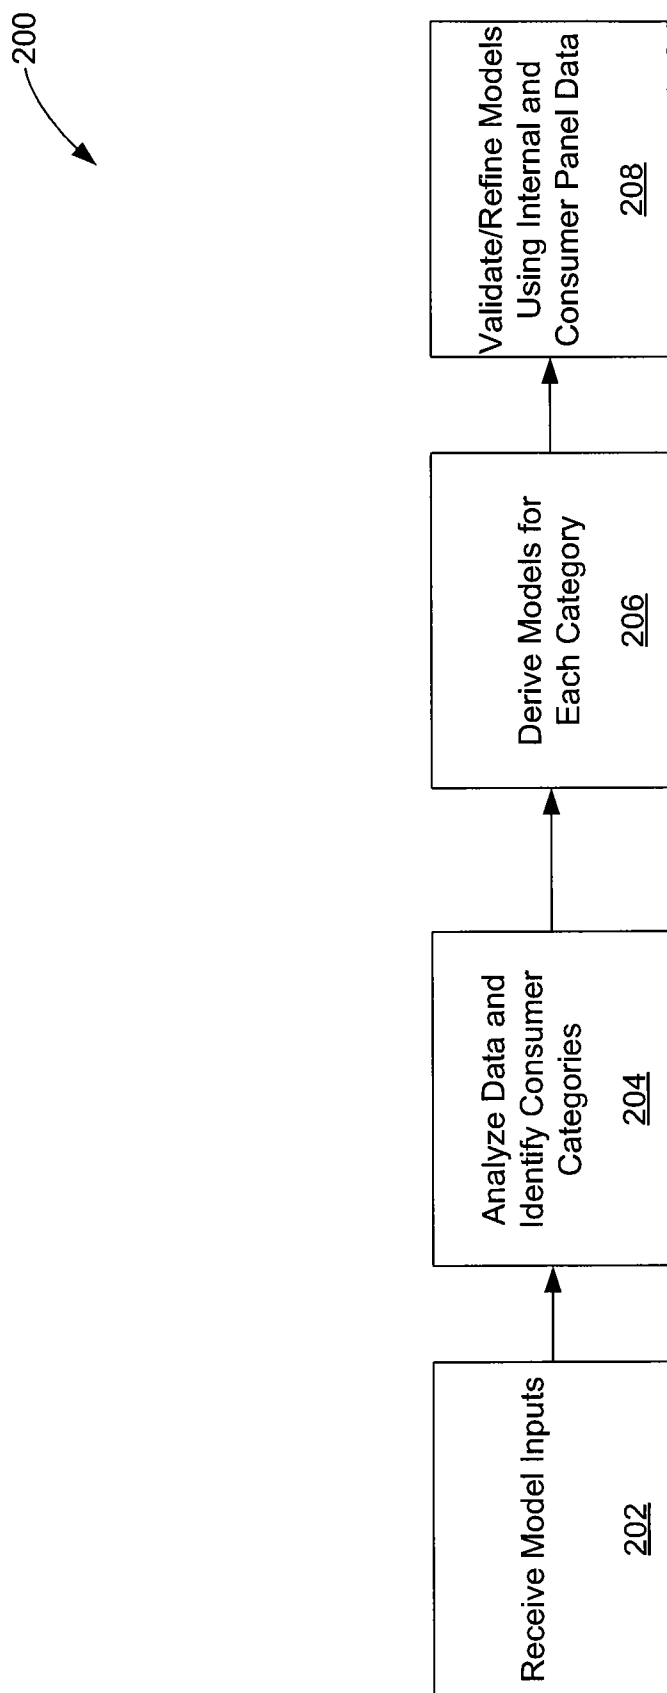 200
Receive Model Inputs
202
Analyze Data and
Identify Consumer
Categories
204
Derive Models for
Each Category
206
Validate/Refine Models
Using Internal and
Consumer Panel Data
208